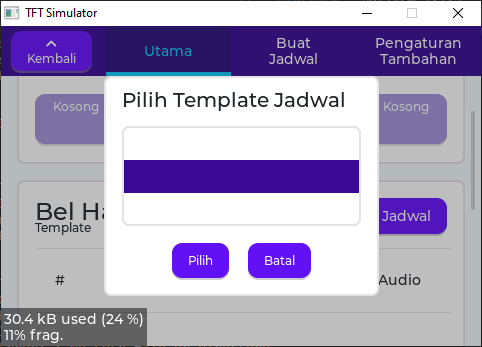 TFT Simulator
Kembali
Utama
Buat
Jadwal
Pengaturan
Tambahan
Kosong
Kosong
Pilih Template Jadwal
Bel Ha
Template
Jadwal
#
Audio
Pilih
Batal
30.4 kB used (24 %)
11% frag.